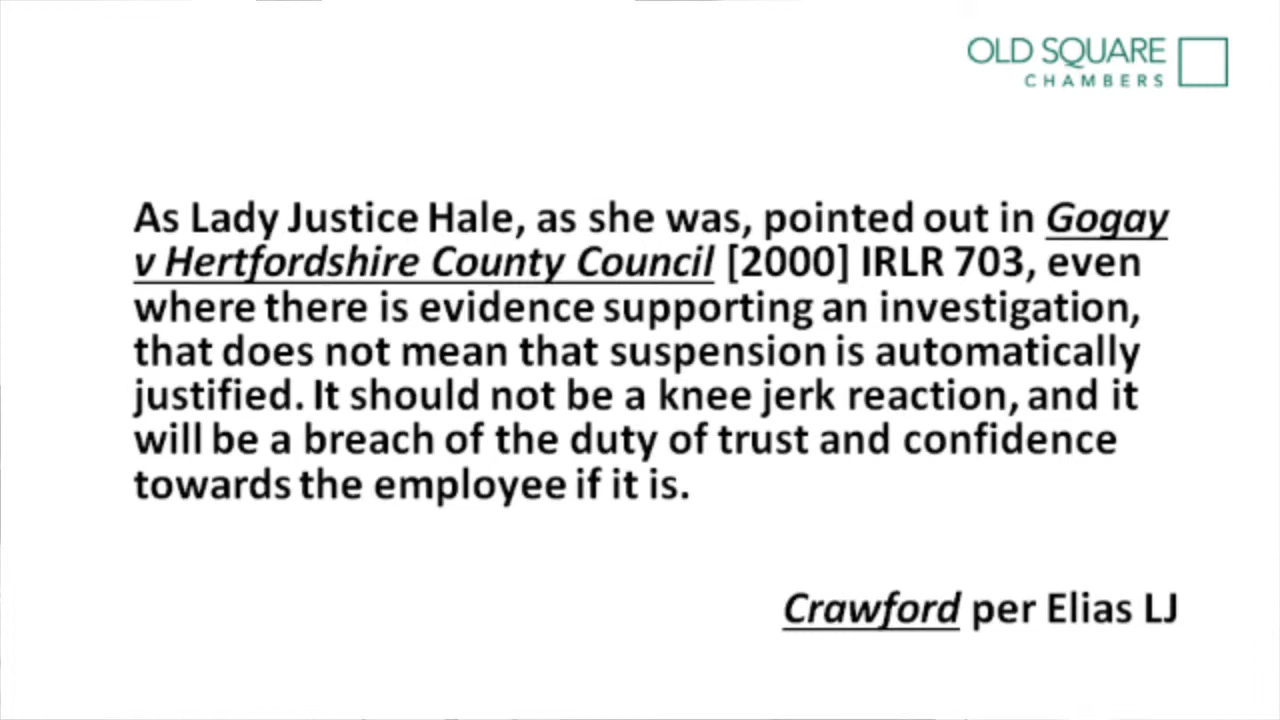 OLD SQUARE
CHAMBERS
As Lady Justice Hale, as she was, pointed out in Gogay
v Hertfordshire County Council [2000] IRLR 703, even
where there is evidence supporting an investigation,
that does not mean that suspension is automatically
justified. It should not be a knee jerk reaction, and it
will be a breach of the duty of trust and confidence
towards the employee if it is.
Crawford per Elias LJ